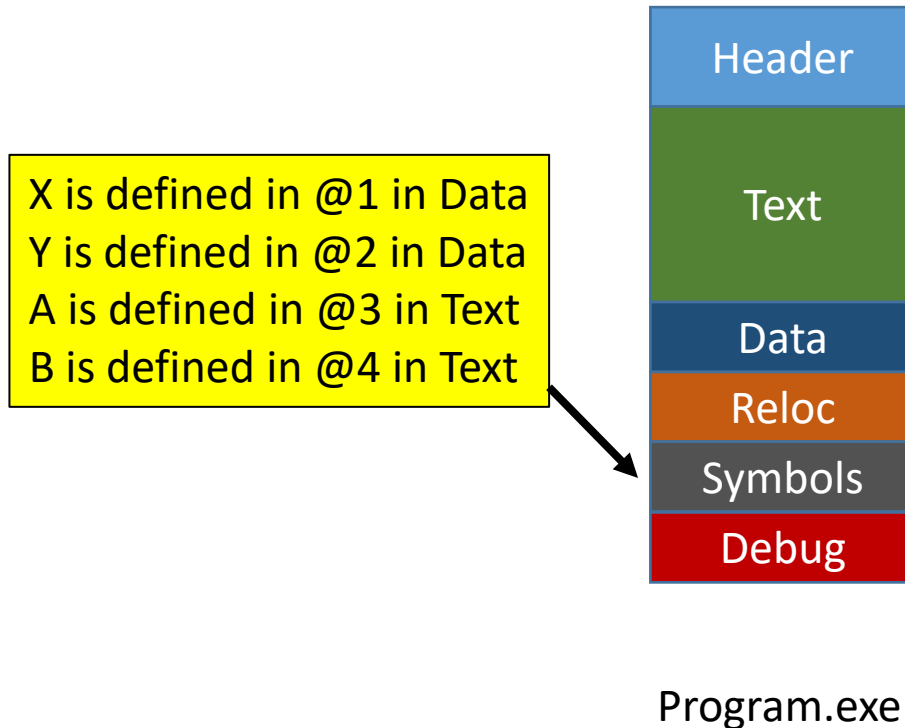 Header
Text
X is defined in @1 in Data
Y is defined in @2 in Data
A is defined in @3 in Text
B is defined in @4 in Text
Data
Reloc
Symbols
Debug
Program.exe